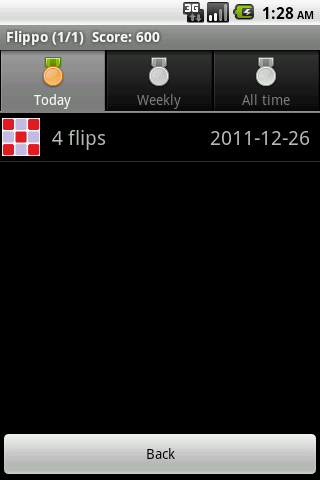 3G 1:28 AM
Flippo (1/1) Score: 600
Today Weekly All time
4 flips 2011-12-26
Back